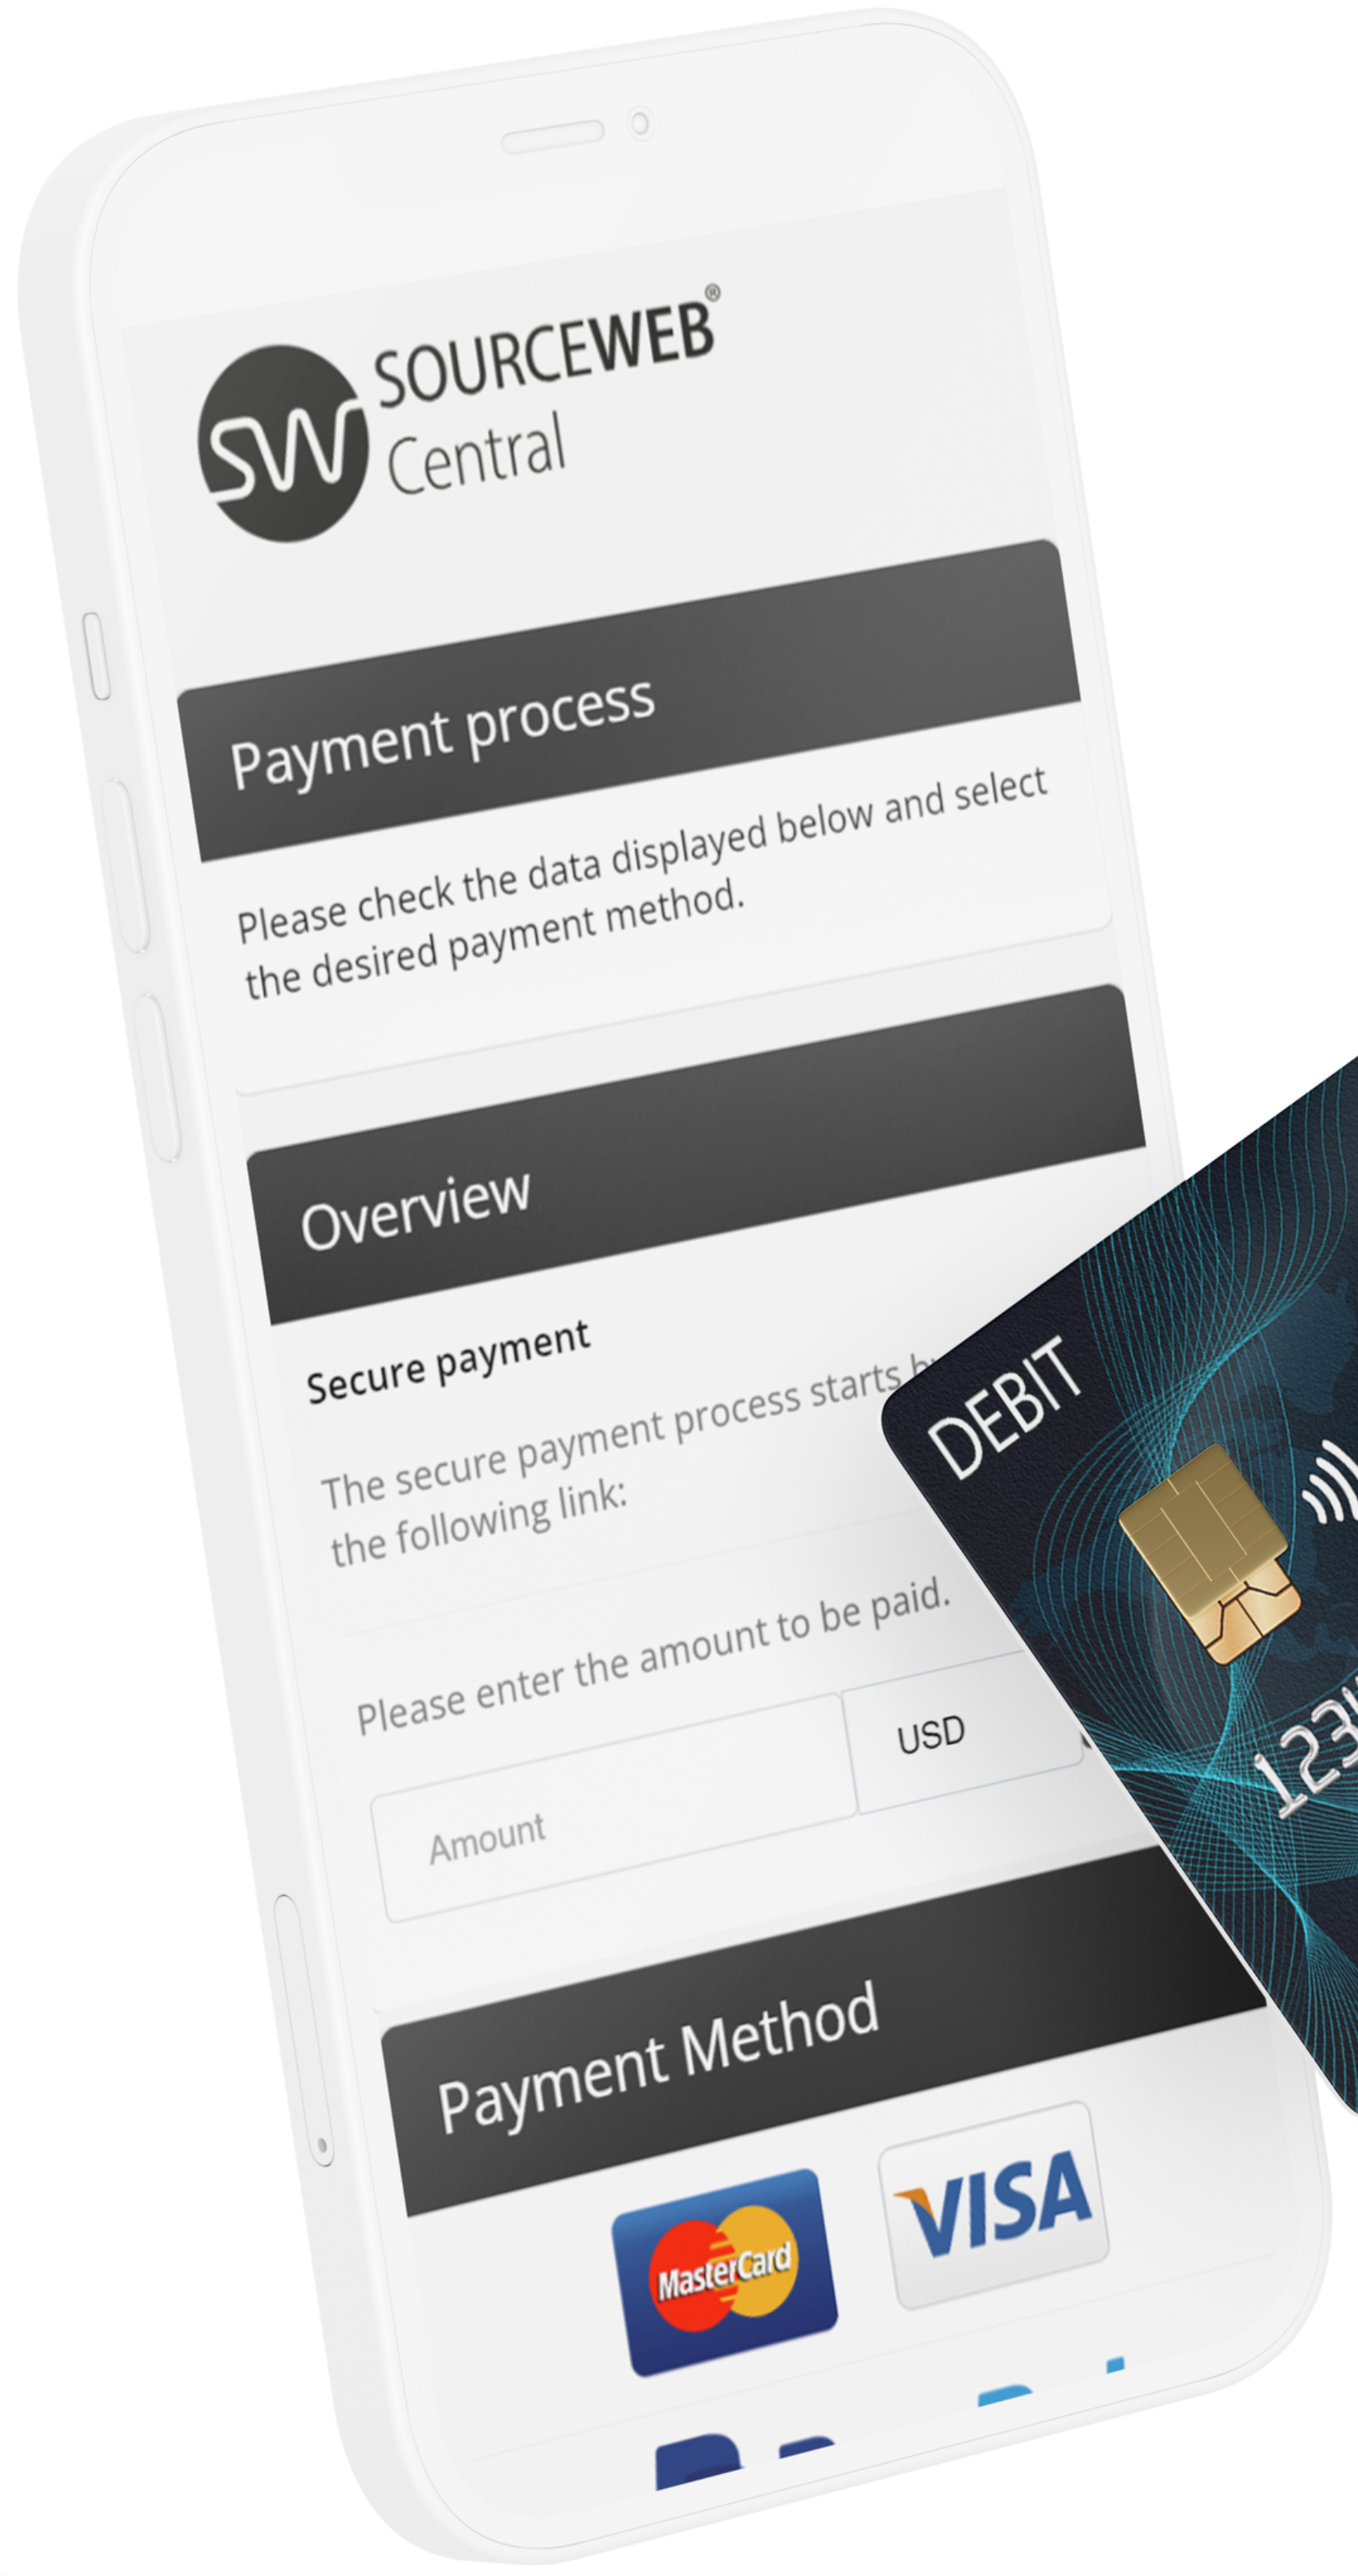 SW
SOURCEWEB®
Central
Payment process
Please check the data displayed below and select
the desired payment method.
Overview
Secure payment
The secure payment process starts
the following link:
Please enter the amount to be paid.
Amount
USD
Payment Method
MasterCard
VISA
DEBIT
123